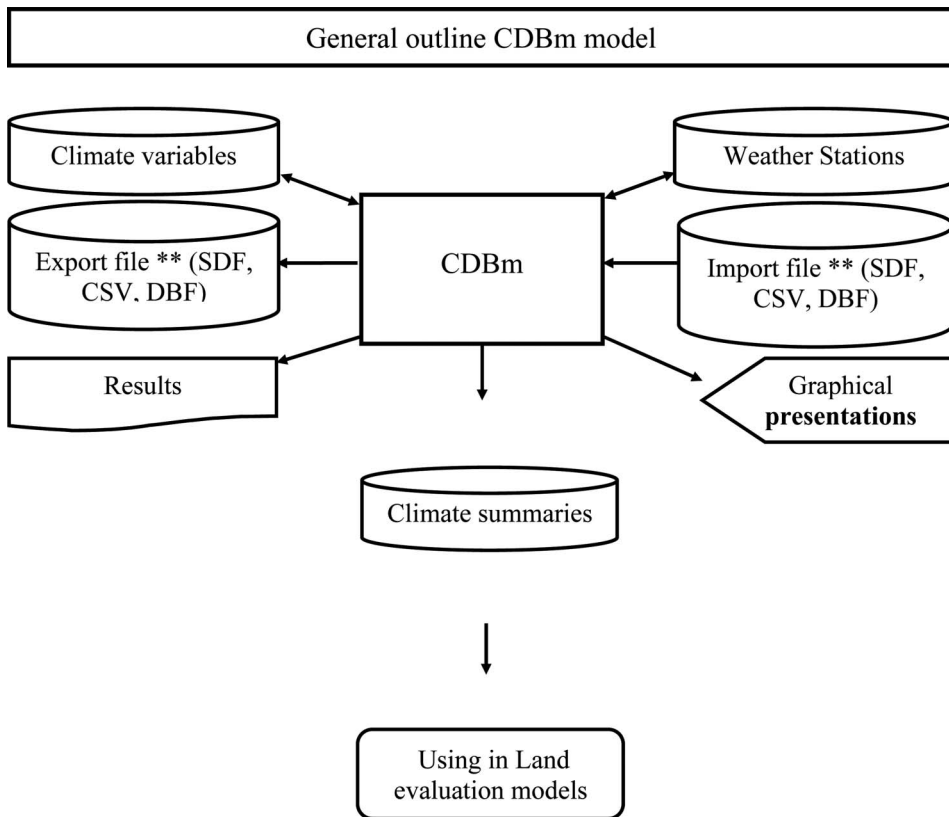 General outline CDBm model
Climate variables
Weather Stations
Export file ** (SDF,
CSV, DBF)
CDBm
Import file ** (SDF,
CSV, DBF)
Results
Graphical
presentations
Climate summaries
Using in Land
evaluation models